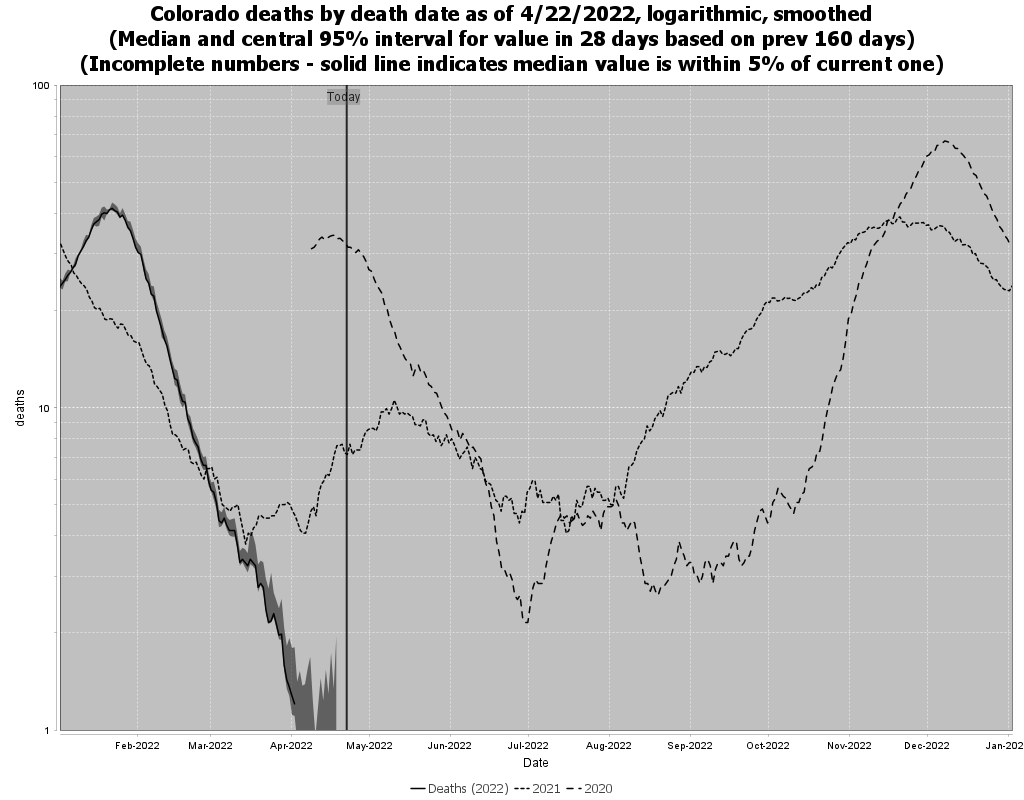 Colorado deaths by death date as of 4/22/2022, logarithmic, smoothed
(Median and central 95% interval for value in 28 days based on prev 160 days)
(Incomplete numbers - solid line indicates median value is within 5% of current one)
100
Today
deaths
10
1
Feb-2022 Mar-2022 Apr-2022 May-2022 Jun-2022 Jul-2022 Aug-2022 Sep-2022 Oct-2022 Nov-2022 Dec-2022 Jan-202
Date
Deaths (2022) 2021 2020